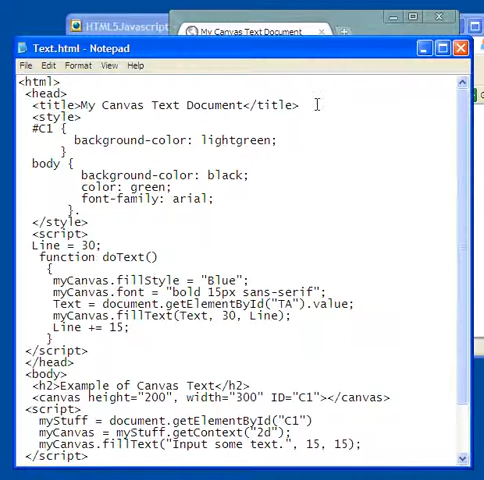 HTML5.Javascript
My Canvas Text Document
Text.html - Notepad
File Edit Format View Help
<html>
<head>
<title>My Canvas Text Document</title>
<style>
#C1 {
background-color: lightgreen;
}
body {
background-color: black;
color: green;
font-family: arial;
}.
</style>
<script>
Line = 30;
function doText()
{
myCanvas.fillStyle = "Blue";
myCanvas.font = "bold 15px sans-serif";
Text = document.getElementById("TA").value;
myCanvas.fillText(Text, 30, Line);
Line += 15;
}
</script>
</head>
<body>
<h2>Example of Canvas Text</h2>
<canvas height="200", width="300" ID="C1"></canvas>
<script>
myStuff = document.getElementById("C1")
myCanvas = myStuff.getContext("2d");
myCanvas.fillText("Input some text.", 15, 15);
</script>